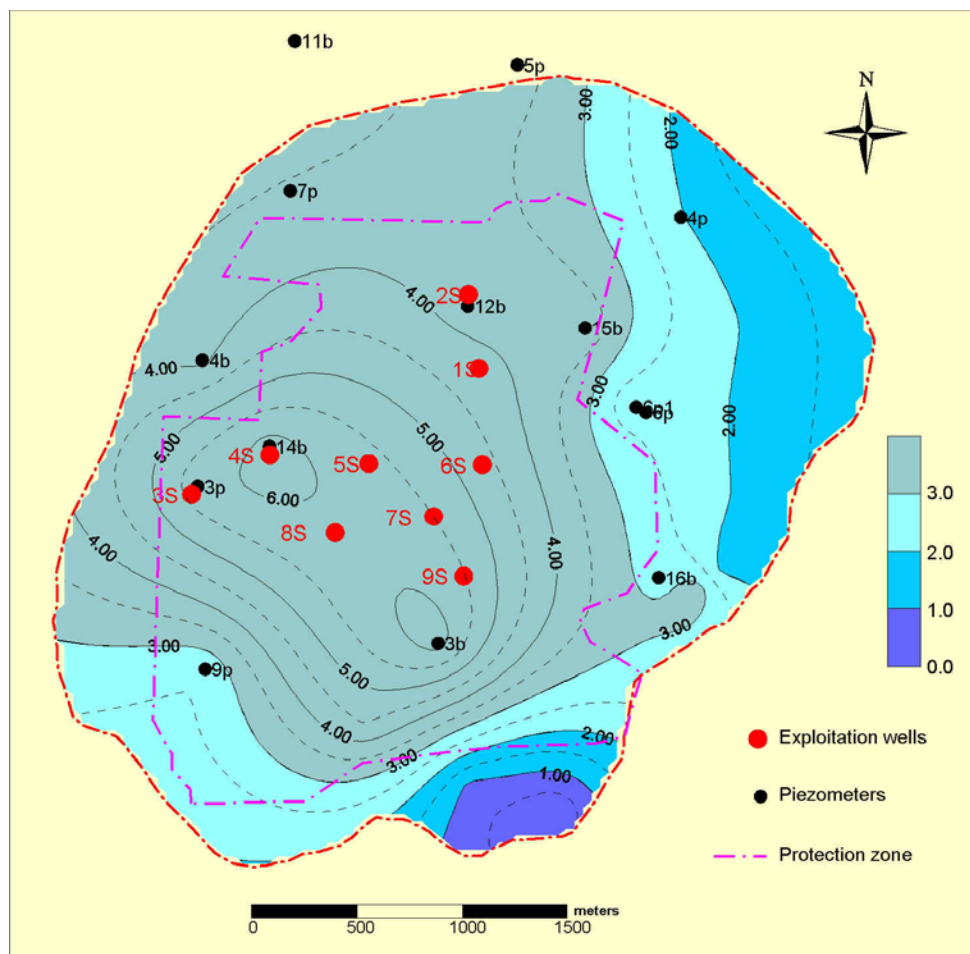 11b
5p
N
3.00
2.00
7p
4p
4.00
2S
12b
15b
4b
4.00
1S
3.00
6p1
6p
2.00
5.00
5.00
14b
4S
5S
6S
3p
3S
6.00
7S
8S
4.00
4.00
9S
16b
3.0
2.0
1.0
0.0
3b
3.00
3.00
9p
5.00
4.00
3.00
2.00
1.00
Exploitation wells
Piezometers
Protection zone
meters
0 500 1000 1500